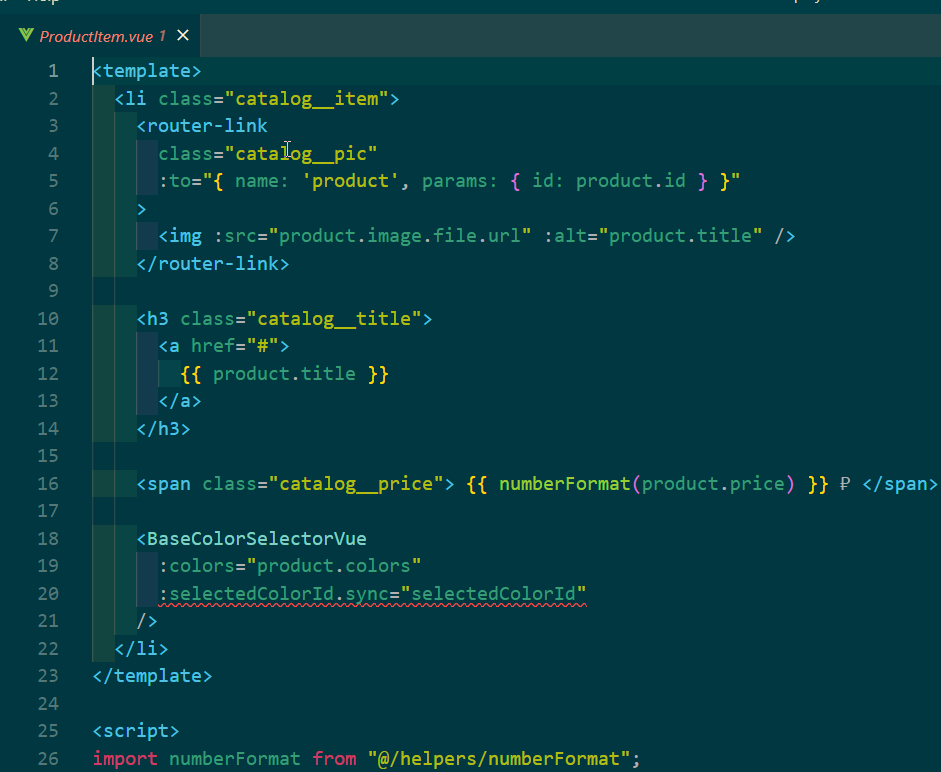 Help
ProductItem.vue 1 ×
1 <template>
2 <li class="catalog__item">
3 <router-link
4 class="catalog__pic"
5 :to="{ name: 'product', params: { id: product.id } }"
6 >
7 <img :src="product.image.file.url" :alt="product.title" />
8 </router-link>
9
10 <h3 class="catalog__title">
11 <a href="#">
12 {{ product.title }}
13 </a>
14 </h3>
15
16 <span class="catalog__price"> {{ numberFormat(product.price) }} ₽ </span>
17
18 <BaseColorSelectorVue
19 :colors="product.colors"
20 :selectedColorId.sync="selectedColorId"
21 />
22 </li>
23 </template>
24
25 <script>
26 import numberFormat from "@/helpers/numberFormat";